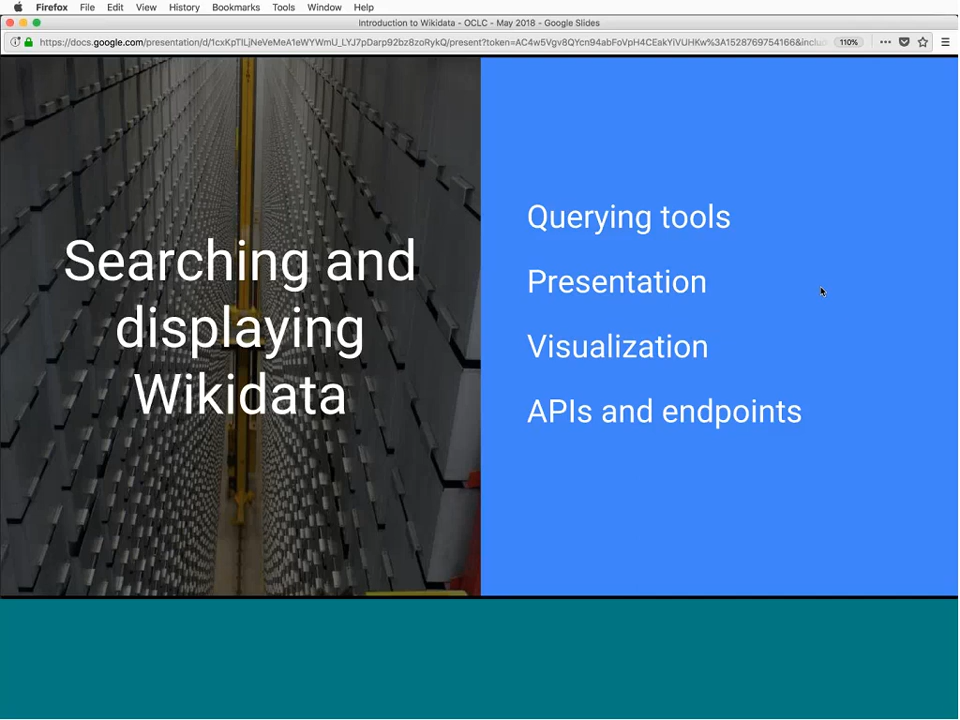 Firefox File Edit View History Bookmarks Tools Window Help
Introduction to Wikidata - OCLC - May 2018 - Google Slides
110%
Searching and
displaying
Wikidata
Querying tools
Presentation
Visualization
APIs and endpoints